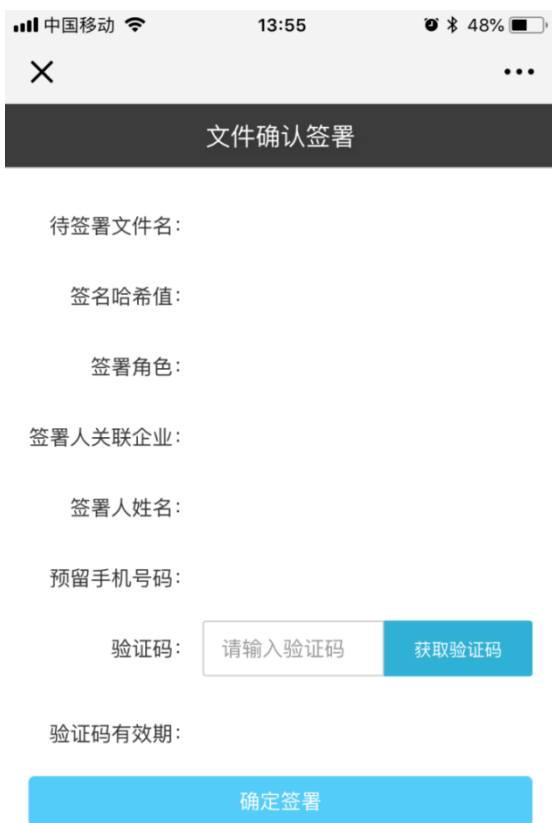 中国移动 13:55 48%
文件确认签署
待签署文件名：
签名哈希值：
签署角色：
签署人关联企业：
签署人姓名：
预留手机号码：
验证码： 请输入验证码 获取验证码
验证码有效期：
确定签署